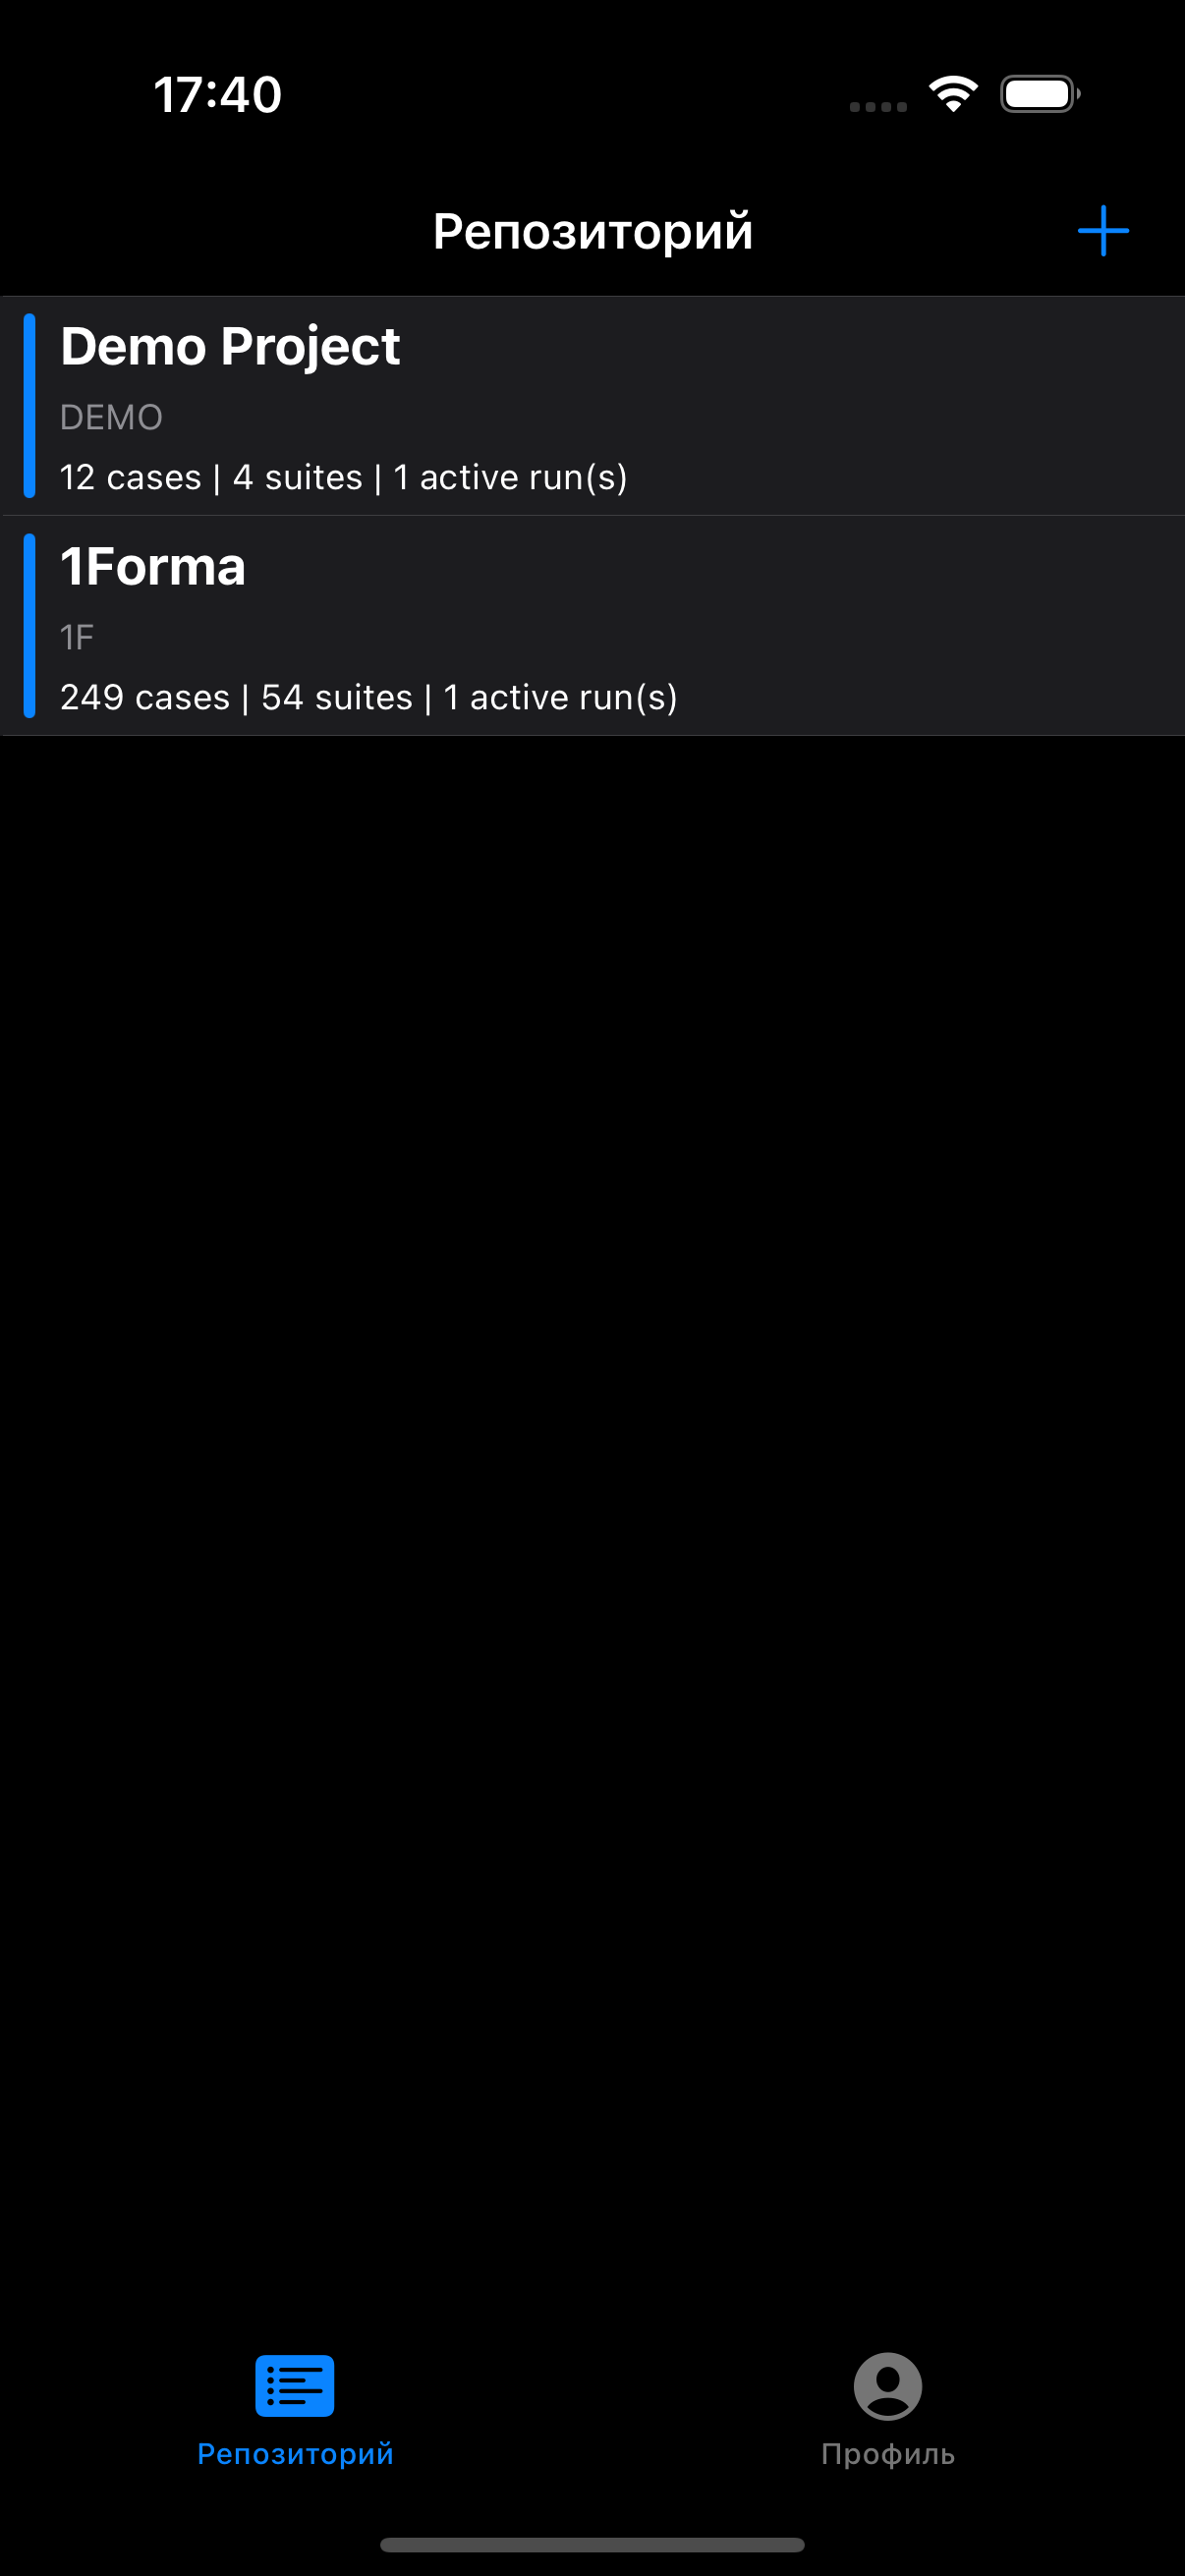 17:40
Репозиторий
Demo Project
DEMO
12 cases | 4 suites | 1 active run(s)
1Forma
1F
249 cases | 54 suites | 1 active run(s)
Репозиторий
Профиль